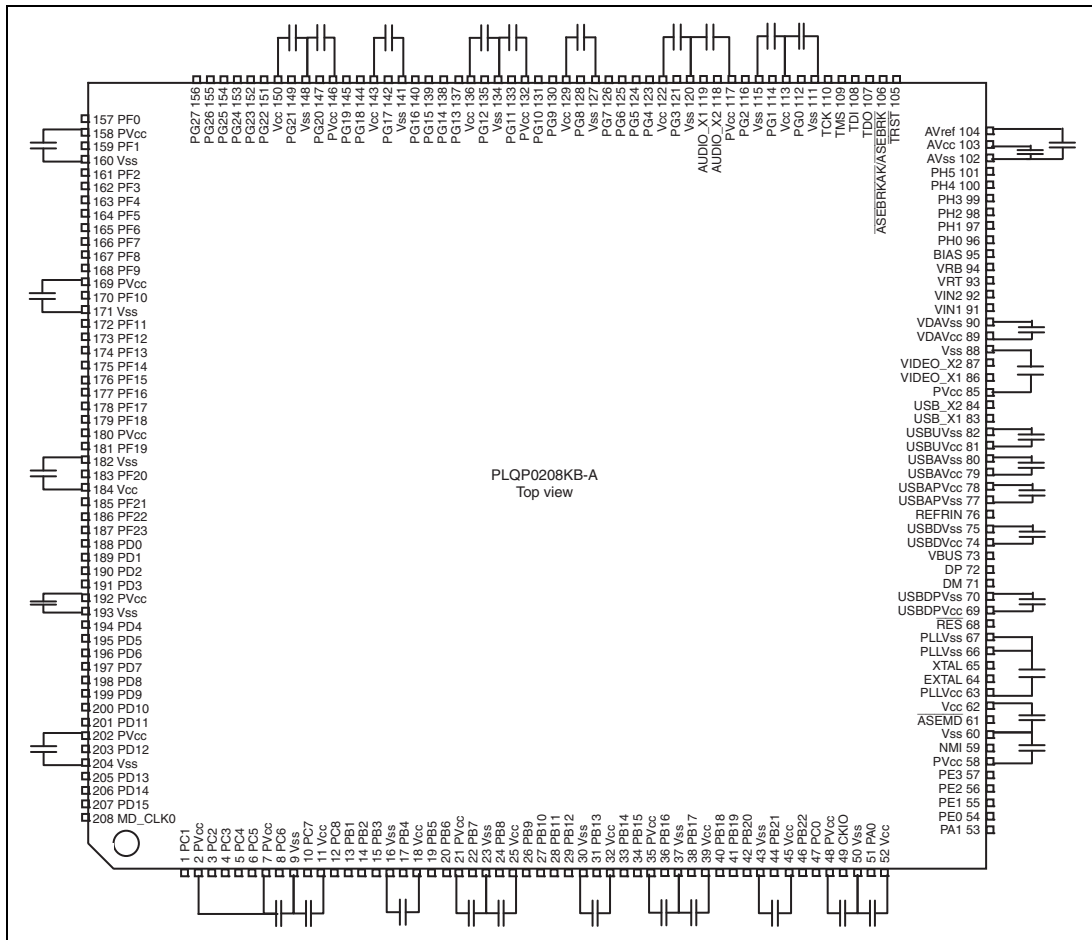 PG27 156
PG26 155
PG25 154
PG24 153
PG23 152
PG22 151
Vcc 150
PG21 149
Vss 148
PG20 147
PVcc 146
PG19 145
PG18 144
Vcc 143
PG17 142
Vss 141
PG16 140
PG15 139
PG14 138
PG13 137
Vcc 136
PG12 135
Vss 134
PG11 133
PVcc 132
PG10 131
PG9 130
Vcc 129
PG8 128
Vss 127
PG7 126
PG6 125
PG5 124
PG4 123
Vcc 122
PG3 121
Vss 120
AUDIO_X1 119
AUDIO_X2 118
PVcc 117
PG2 116
Vss 115
PG1 114
Vcc 113
PG0 112
Vss 111
TCK 110
TMS 109
TDI 108
TDO 107
ASEBRKAK/ASEBRK 106
TRST 105
157 PF0
158 PVcc
159 PF1
160 Vss
161 PF2
162 PF3
163 PF4
164 PF5
165 PF6
166 PF7
167 PF8
168 PF9
169 PVcc
170 PF10
171 Vss
172 PF11
173 PF12
174 PF13
175 PF14
176 PF15
177 PF16
178 PF17
179 PF18
180 PVcc
181 PF19
182 Vss
183 PF20
184 Vcc
185 PF21
186 PF22
187 PF23
188 PD0
189 PD1
190 PD2
191 PD3
192 PVcc
193 Vss
194 PD4
195 PD5
196 PD6
197 PD7
198 PD8
199 PD9
200 PD10
201 PD11
202 PVcc
203 PD12
204 Vss
205 PD13
206 PD14
207 PD15
208 MD_CLK0
PLQP0208KB-A
Top view
AVref 104
AVcc 103
AVss 102
PH5 101
PH4 100
PH3 99
PH2 98
PH1 97
PH0 96
BIAS 95
VRB 94
VRT 93
VIN2 92
VIN1 91
VDAVss 90
VDAVcc 89
Vss 88
VIDEO_X2 87
VIDEO_X1 86
PVcc 85
USB_X2 84
USB_X1 83
USBUVss 82
USBUVcc 81
USBAVss 80
USBAVcc 79
USBAPVcc 78
USBAPVss 77
REFRIN 76
USBDVss 75
USBDVcc 74
VBUS 73
DP 72
DM 71
USBDPVss 70
USBDPVcc 69
RES 68
PLLVss 67
PLLVss 66
XTAL 65
EXTAL 64
PLLVcc 63
Vcc 62
ASEMD 61
Vss 60
NMI 59
PVcc 58
PE3 57
PE2 56
PE1 55
PE0 54
PA1 53
1 PC1
2 PVcc
3 PC2
4 PC3
5 PC4
6 PC5
7 PVcc
8 PC6
9 Vss
10 PC7
11 Vcc
12 PC8
13 PB1
14 PB2
15 PB3
16 Vss
17 PB4
18 Vcc
19 PB5
20 PB6
21 PVcc
22 PB7
23 Vss
24 PB8
25 Vcc
26 PB9
27 PB10
28 PB11
29 PB12
30 Vss
31 PB13
32 Vcc
33 PB14
34 PB15
35 PVcc
36 PB16
37 Vss
38 PB17
39 Vcc
40 PB18
41 PB19
42 PB20
43 Vss
44 PB21
45 Vcc
46 PB22
47 PC0
48 PVcc
49 CKIO
50 Vss
51 PA0
52 Vcc